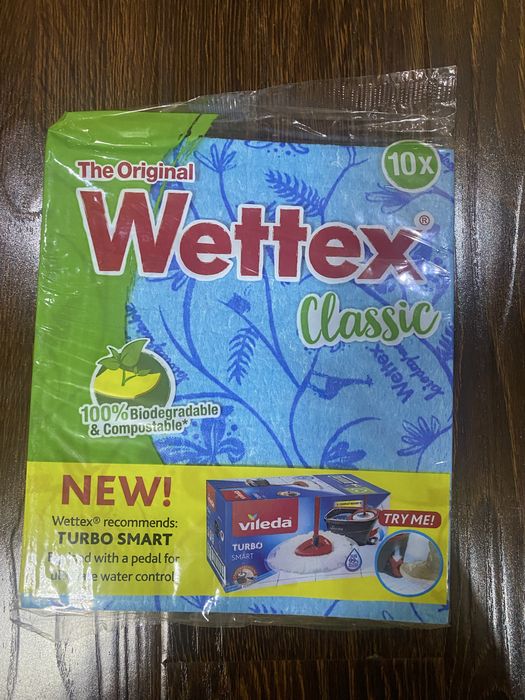 The Original
10x
Wettex®
Classic
Wettex
100% Biodegradable
& Compostable*
NEW!
Wettex® recommends:
TURBO SMART
with a pedal for
water control
vileda
TURBO
SMART
TRY ME!